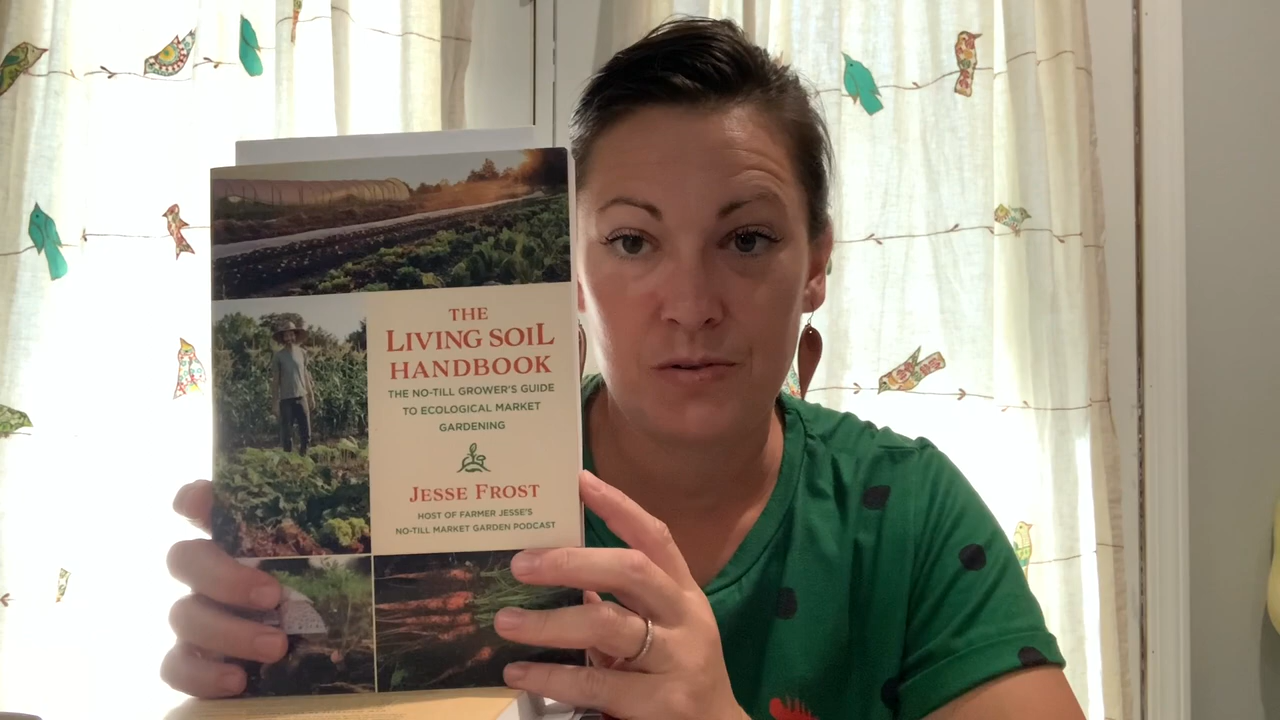 THE
LIVING SOIL
HANDBOOK
THE NO-TILL GROWER'S GUIDE
TO ECOLOGICAL MARKET
GARDENING
JESSE FROST
HOST OF FARMER JESSE'S
NO-TILL MARKET GARDEN PODCAST